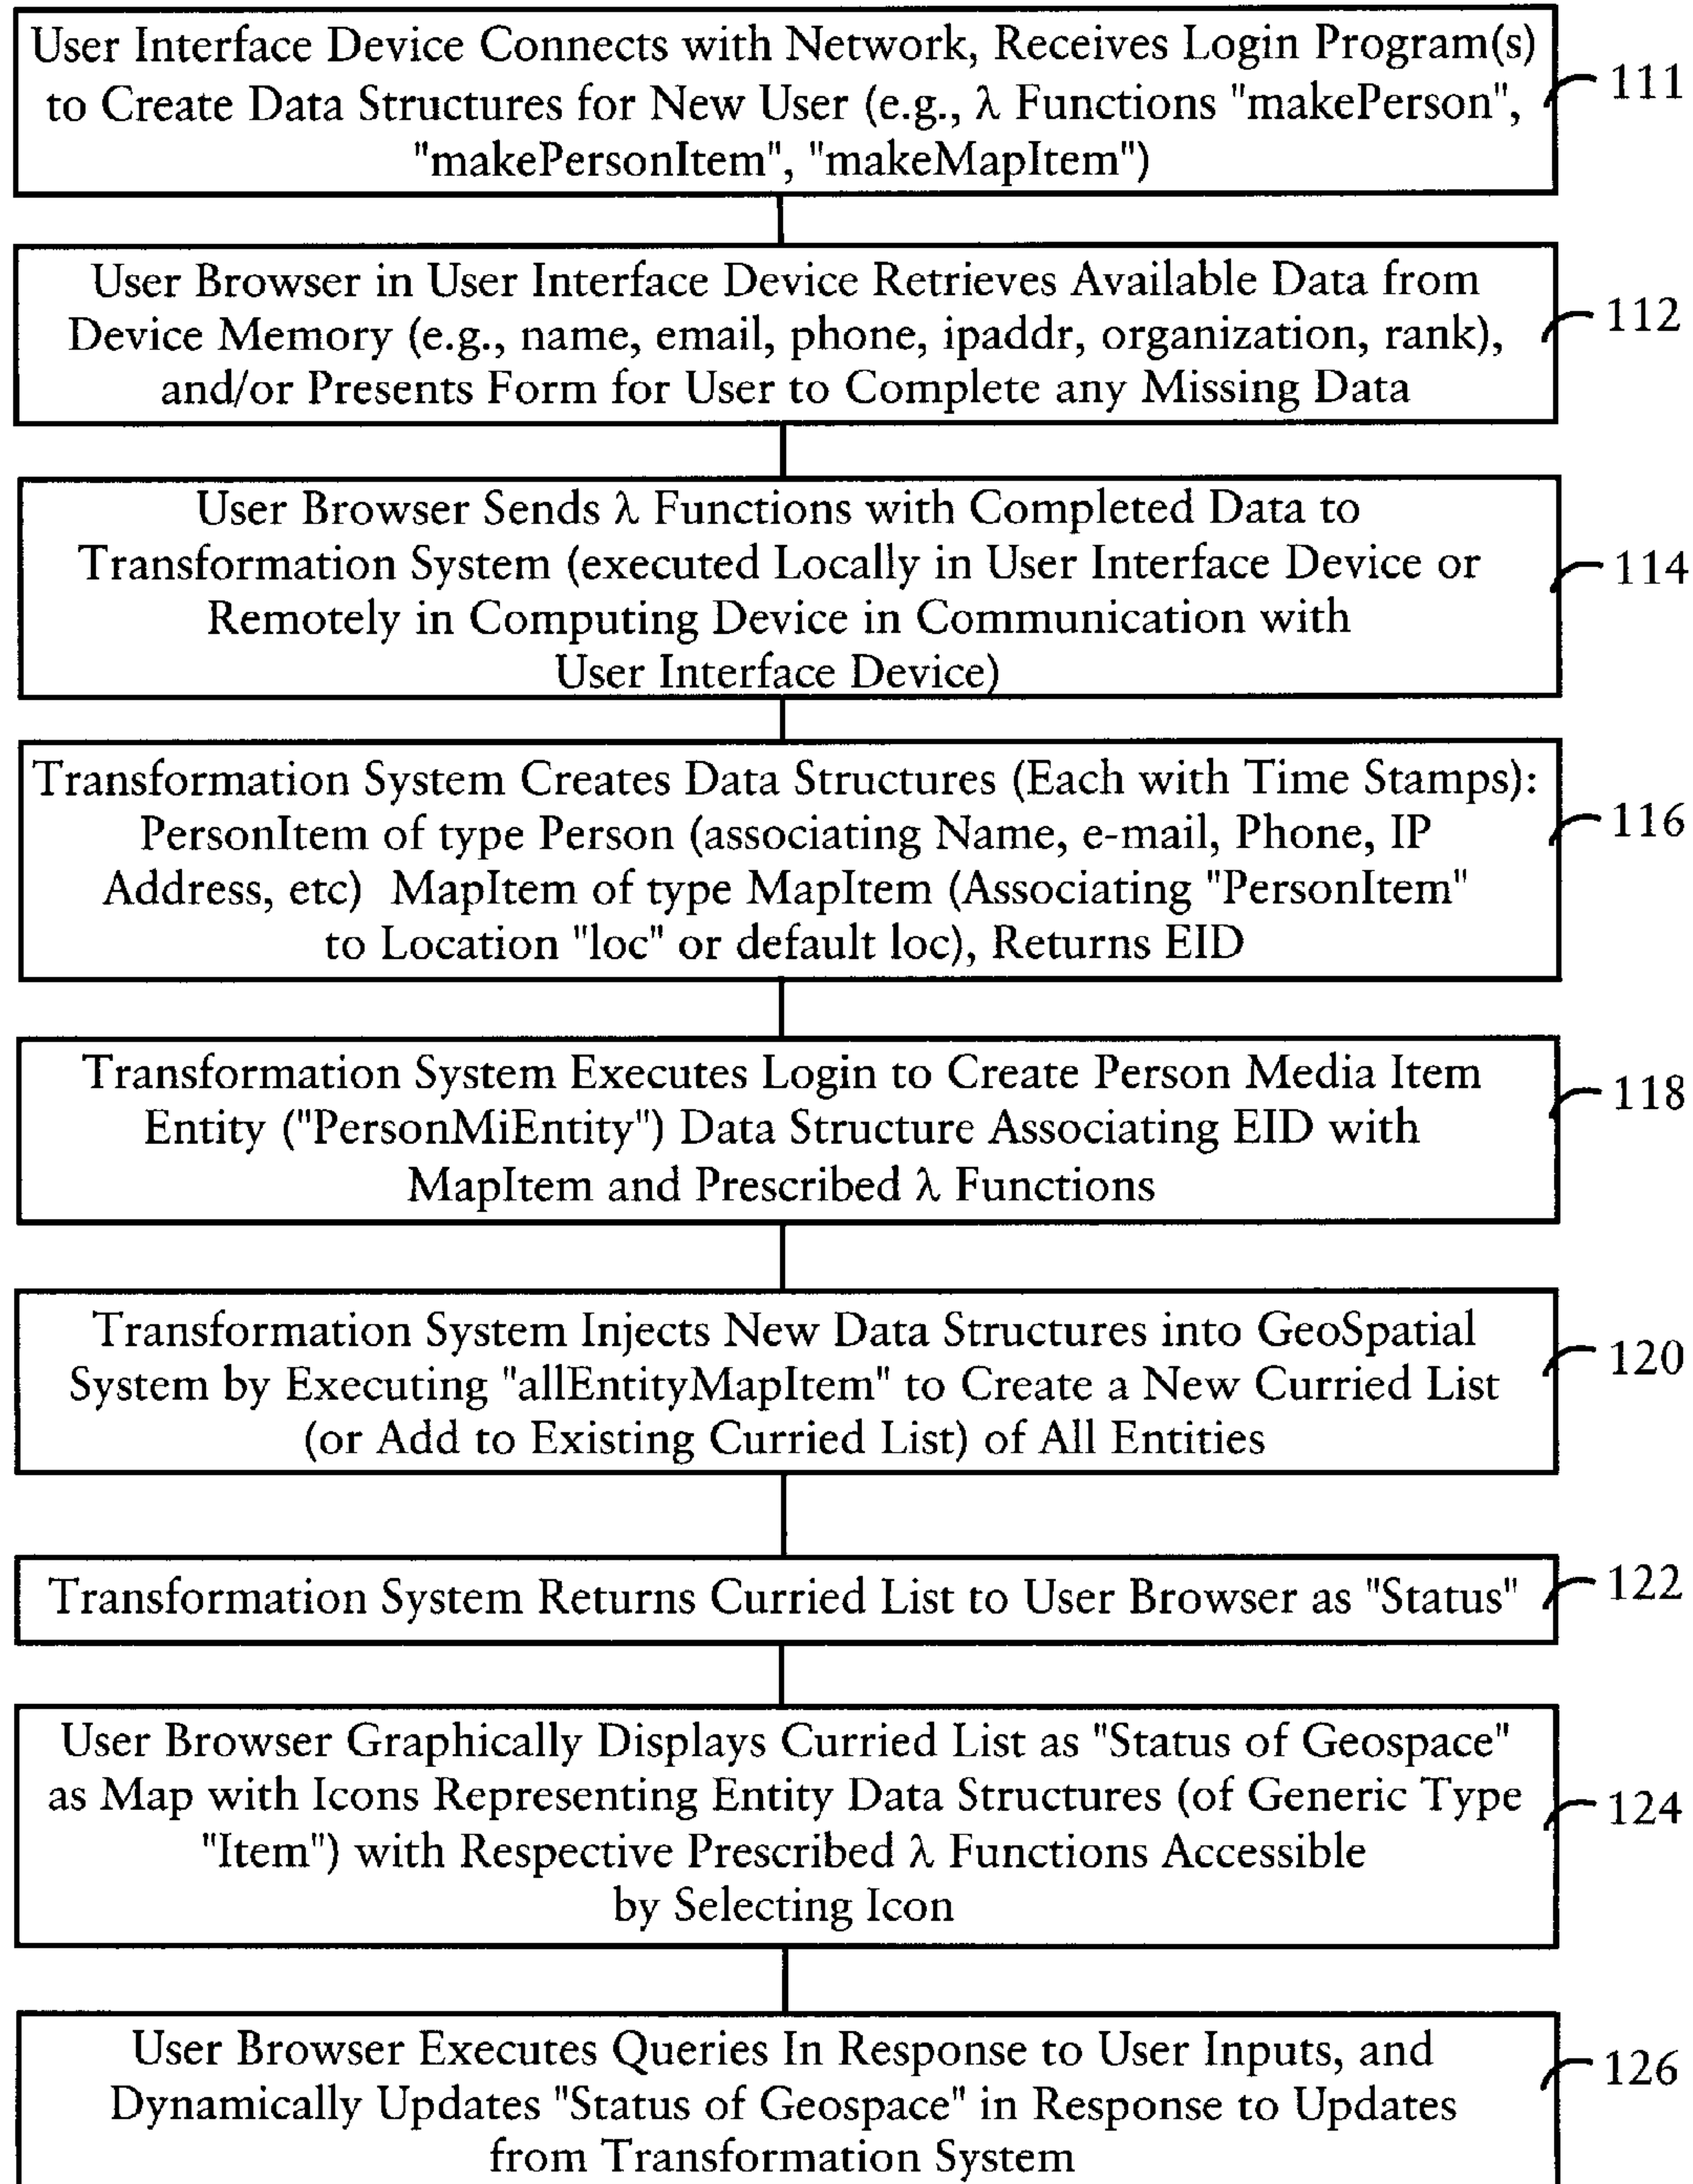 User Interface Device Connects with Network, Receives Login Program(s)
to Create Data Structures for New User (e.g., λ Functions "makePerson",
"makePersonItem", "makeMapItem")
111
User Browser in User Interface Device Retrieves Available Data from
Device Memory (e.g., name, email, phone, ipaddr, organization, rank),
and/or Presents Form for User to Complete any Missing Data
112
User Browser Sends λ Functions with Completed Data to
Transformation System (executed Locally in User Interface Device or
Remotely in Computing Device in Communication with
User Interface Device)
114
Transformation System Creates Data Structures (Each with Time Stamps):
PersonItem of type Person (associating Name, e-mail, Phone, IP
Address, etc) MapItem of type MapItem (Associating "PersonItem"
to Location "loc" or default loc), Returns EID
116
Transformation System Executes Login to Create Person Media Item
Entity ("PersonMiEntity") Data Structure Associating EID with
MapItem and Prescribed λ Functions
118
Transformation System Injects New Data Structures into GeoSpatial
System by Executing "allEntityMapItem" to Create a New Curried List
(or Add to Existing Curried List) of All Entities
120
Transformation System Returns Curried List to User Browser as "Status"
122
User Browser Graphically Displays Curried List as "Status of Geospace"
as Map with Icons Representing Entity Data Structures (of Generic Type
"Item") with Respective Prescribed λ Functions Accessible
by Selecting Icon
124
User Browser Executes Queries In Response to User Inputs, and
Dynamically Updates "Status of Geospace" in Response to Updates
from Transformation System
126